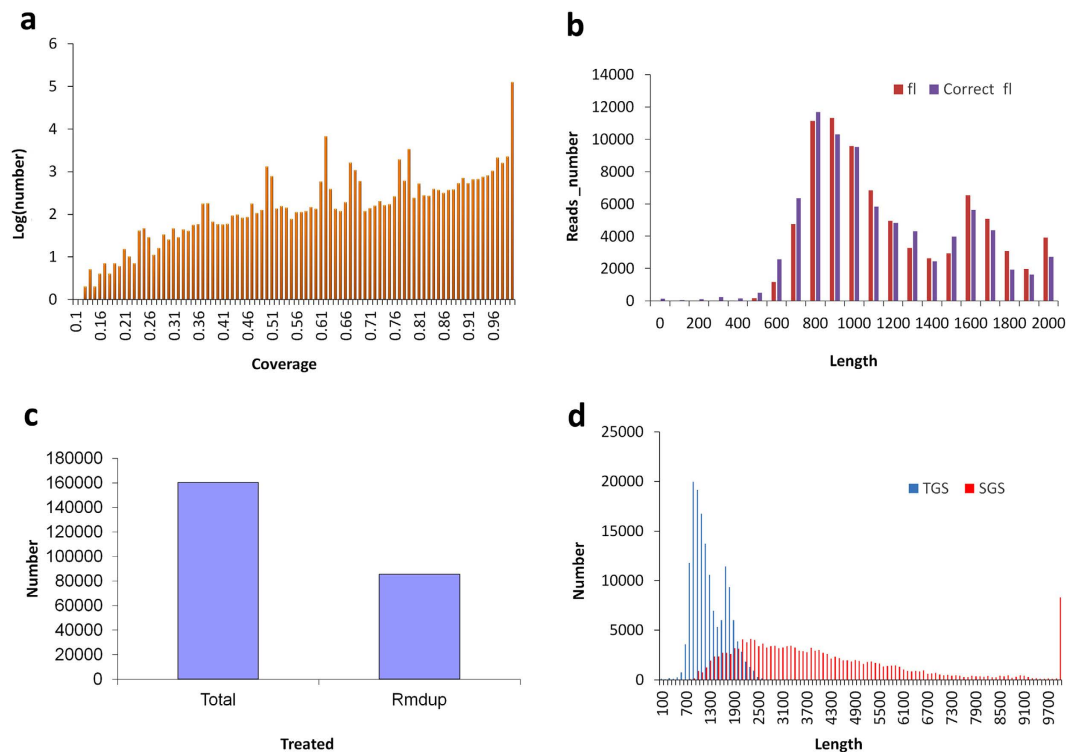 a
6
5
4
3
2
1
0
Log(number)
0.1 0.16 0.21 0.26 0.31 0.36 0.41 0.46 0.51 0.56 0.61 0.66 0.71 0.76 0.81 0.86 0.91 0.96
Coverage
b
14000
12000
10000
8000
6000
4000
2000
0
Reads_number
fl Correct fl
0 200 400 600 800 1000 1200 1400 1600 1800 2000
Length
c
180000
160000
140000
120000
100000
80000
60000
40000
20000
0
Number
Total Rmdup
Treated
d
25000
20000
15000
10000
5000
0
Number
TGS SGS
100 700 1300 1900 2500 3100 3700 4300 4900 5500 6100 6700 7300 7900 8500 9100 9700
Length